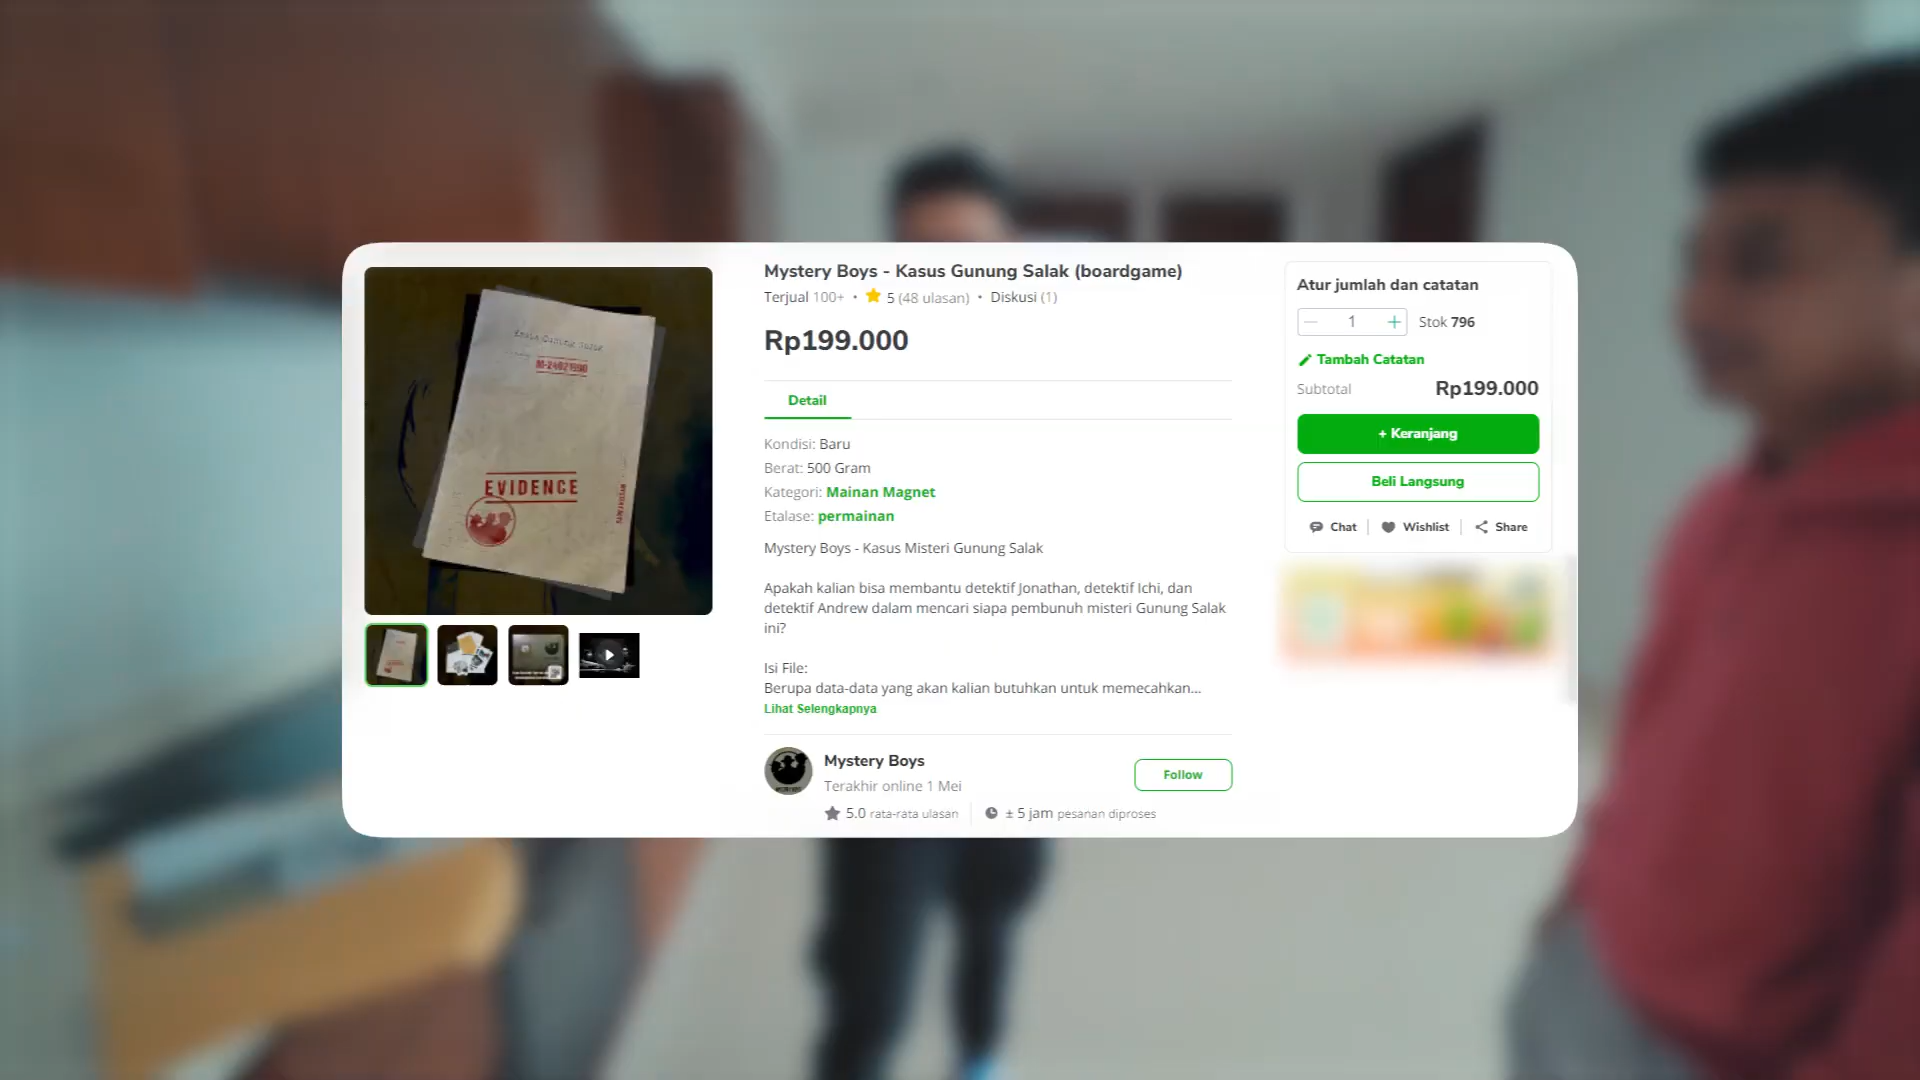 Mystery Boys - Kasus Gunung Salak (boardgame)
Terjual 100+ • 5 (48 ulasan) • Diskusi (1)
Rp199.000
Detail
Kondisi: Baru
Berat: 500 Gram
Kategori: Mainan Magnet
Etalase: permainan
Mystery Boys - Kasus Misteri Gunung Salak
Apakah kalian bisa membantu detektif Jonathan, detektif Ichi, dan
detektif Andrew dalam mencari siapa pembunuh misteri Gunung Salak
ini?
Isi File:
Berupa data-data yang akan kalian butuhkan untuk memecahkan...
Lihat Selengkapnya
Mystery Boys
Terakhir online 1 Mei
Follow
5.0 rata-rata ulasan
± 5 jam pesanan diproses
Atur jumlah dan catatan
1
Stok 796
Tambah Catatan
Subtotal Rp199.000
+ Keranjang
Beli Langsung
Chat
Wishlist
Share
Kasus Gunung Salak
M-24021990
EVIDENCE